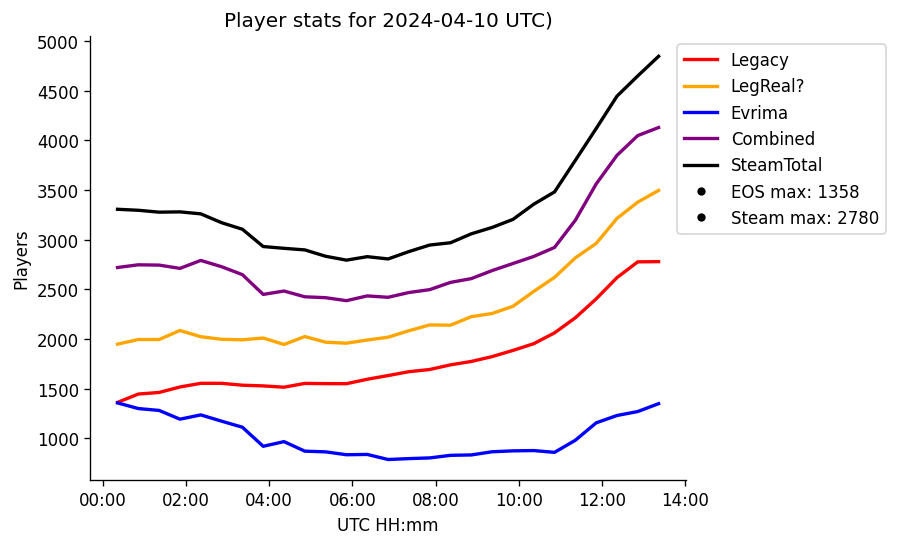 Player stats for 2024-04-10 UTC)
Players
5000
4500
4000
3500
3000
2500
2000
1500
1000
00:00 02:00 04:00 06:00 08:00 10:00 12:00 14:00
UTC HH:mm
Legacy
LegReal?
Evrima
Combined
SteamTotal
EOS max: 1358
Steam max: 2780